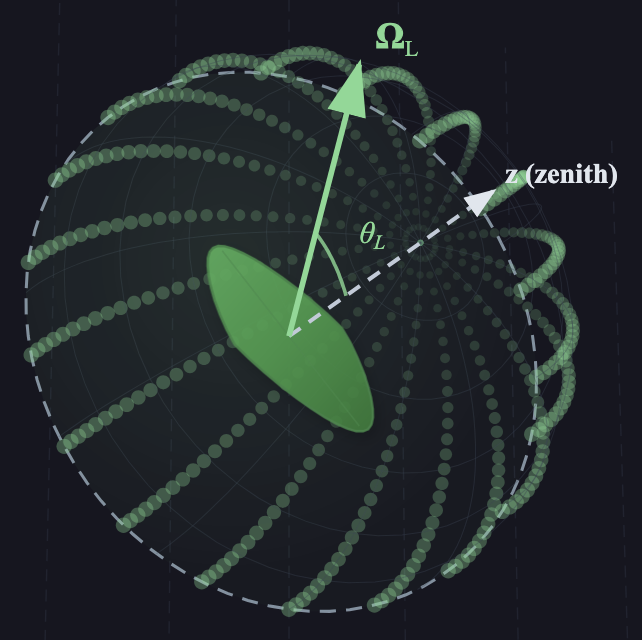 Ω_L
z (zenith)
θ_L